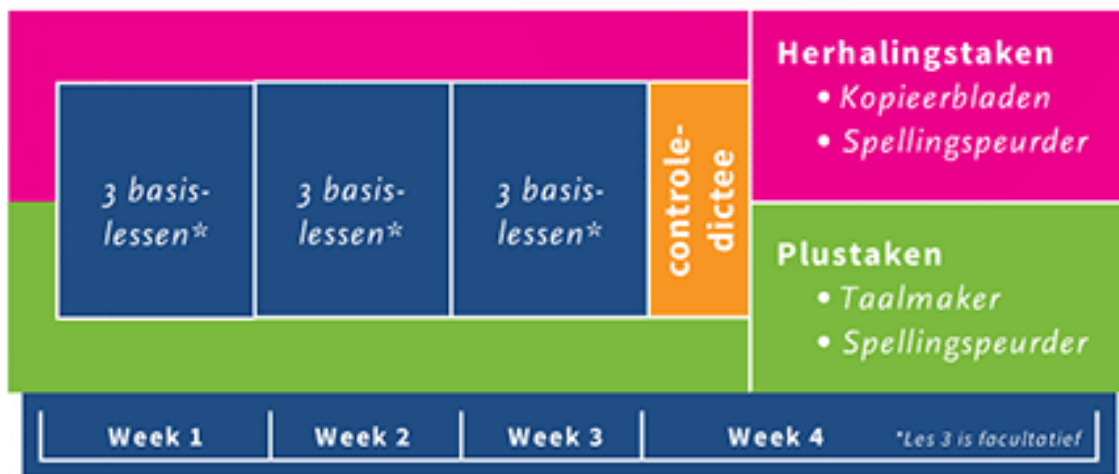 3 basis-
lessen*
3 basis-
lessen*
3 basis-
lessen*
controle-
dictee
Herhalingstaken
• Kopieerbladen
• Spellingspeurder
Plustaken
• Taalmaker
• Spellingspeurder
Week 1
Week 2
Week 3
Week 4
*Les 3 is facultatief